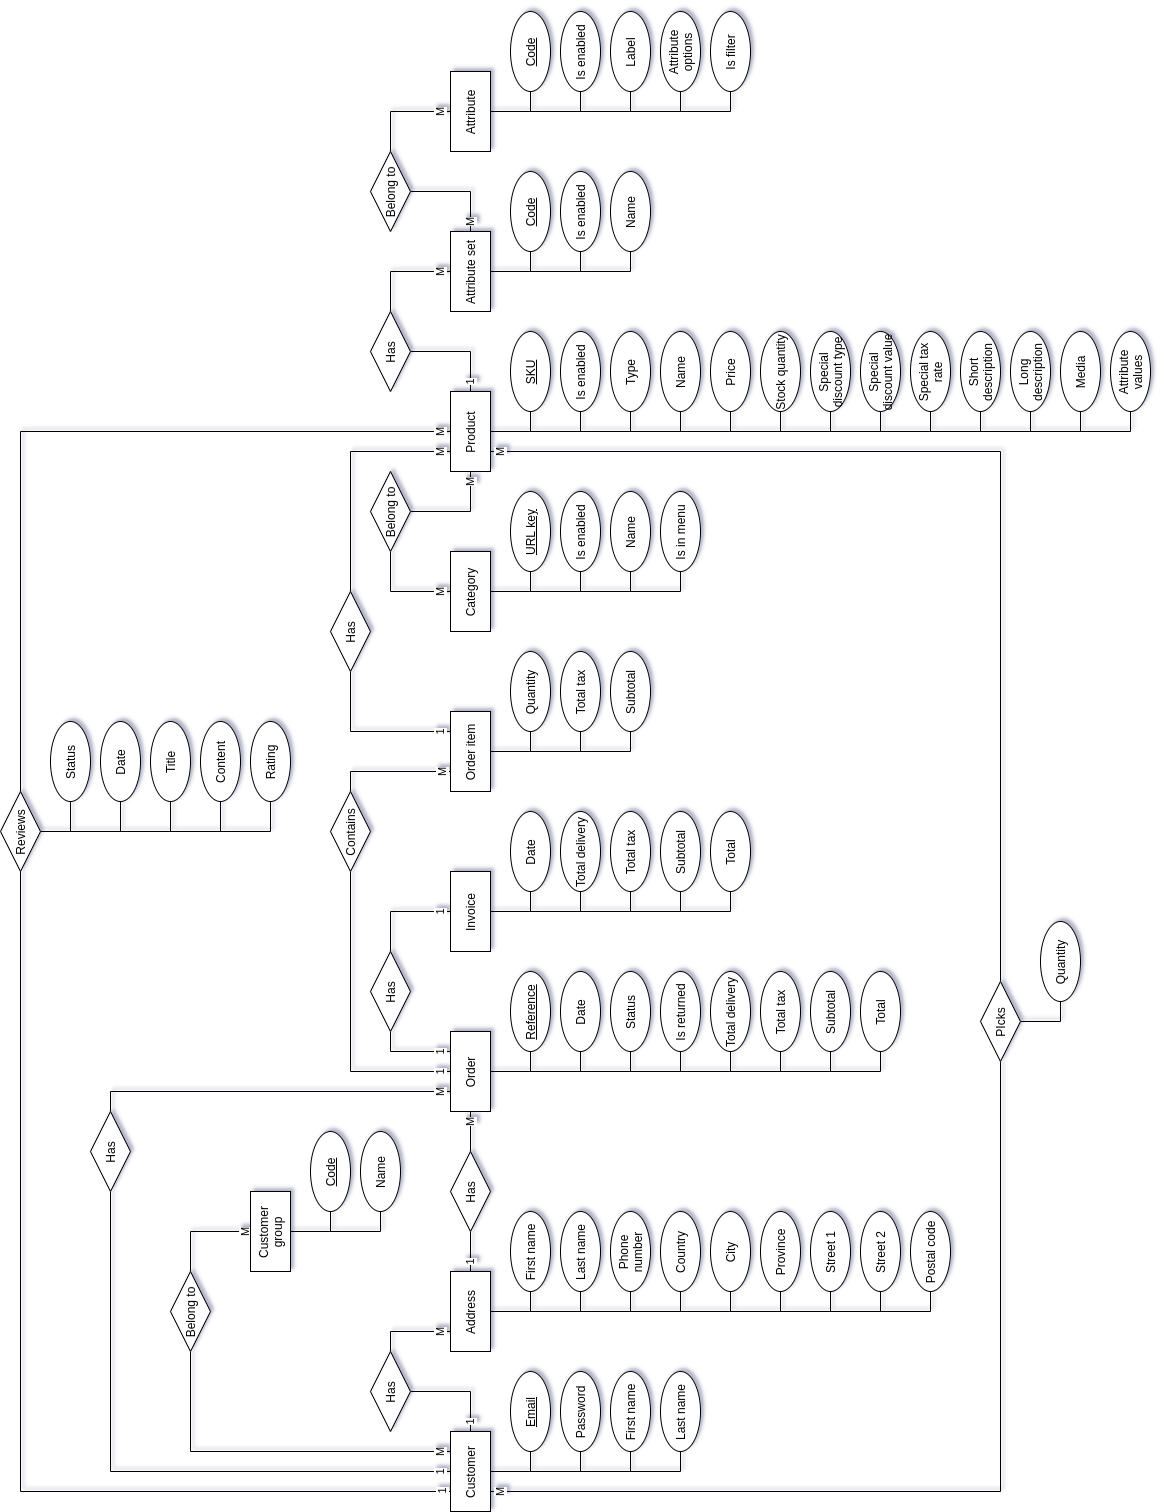 Reviews
Status
Date
Title
Content
Rating
Has
Belong to
M
Customer
group
Code
Name
Contains
Has
Has
Has
Belong to
Has
Belong to
1
1
M
M
M
1
1
1
M
1
M
M
M
M
M
Customer
1
Address
1
Has
M
Order
Invoice
Order item
Category
M
Product
1
Attribute set
M
Attribute
M
M
Email
Password
First name
Last name
First name
Last name
Phone
number
Country
City
Province
Street 1
Street 2
Postal code
Reference
Date
Status
Is returned
Total delivery
Total tax
Subtotal
Total
Date
Total delivery
Total tax
Subtotal
Total
Quantity
Total tax
Subtotal
URL key
Is enabled
Name
Is in menu
SKU
Is enabled
Type
Name
Price
Stock quantity
Special
discount type
Special
discount value
Special tax
rate
Short
description
Long
description
Media
Attribute
values
Code
Is enabled
Name
Code
Is enabled
Label
Attribute
options
Is filter
PIcks
Quantity